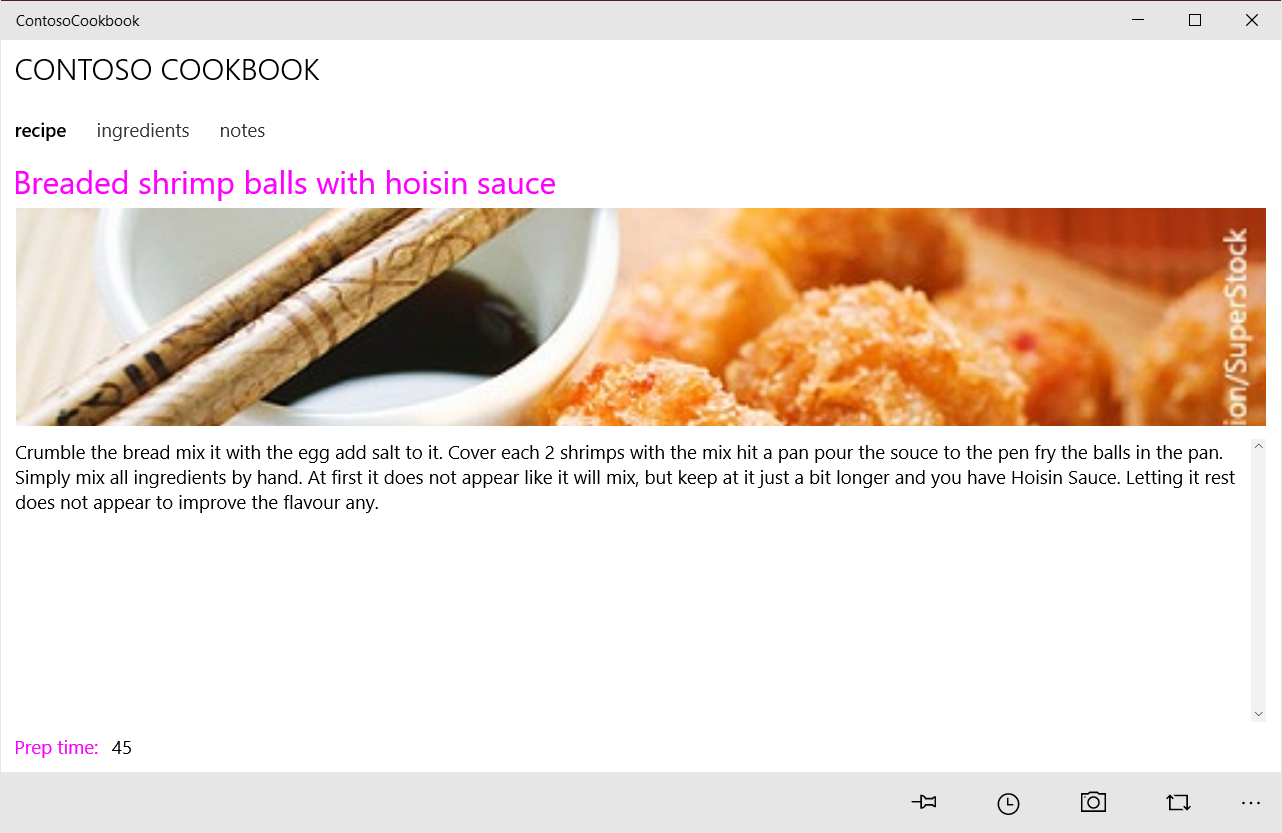 ContosoCookbook
CONTOSO COOKBOOK
recipe ingredients notes
Breaded shrimp balls with hoisin sauce
ion/SuperStock
Crumble the bread mix it with the egg add salt to it. Cover each 2 shrimps with the mix hit a pan pour the souce to the pen fry the balls in the pan.
Simply mix all ingredients by hand. At first it does not appear like it will mix, but keep at it just a bit longer and you have Hoisin Sauce. Letting it rest
does not appear to improve the flavour any.
Prep time: 45